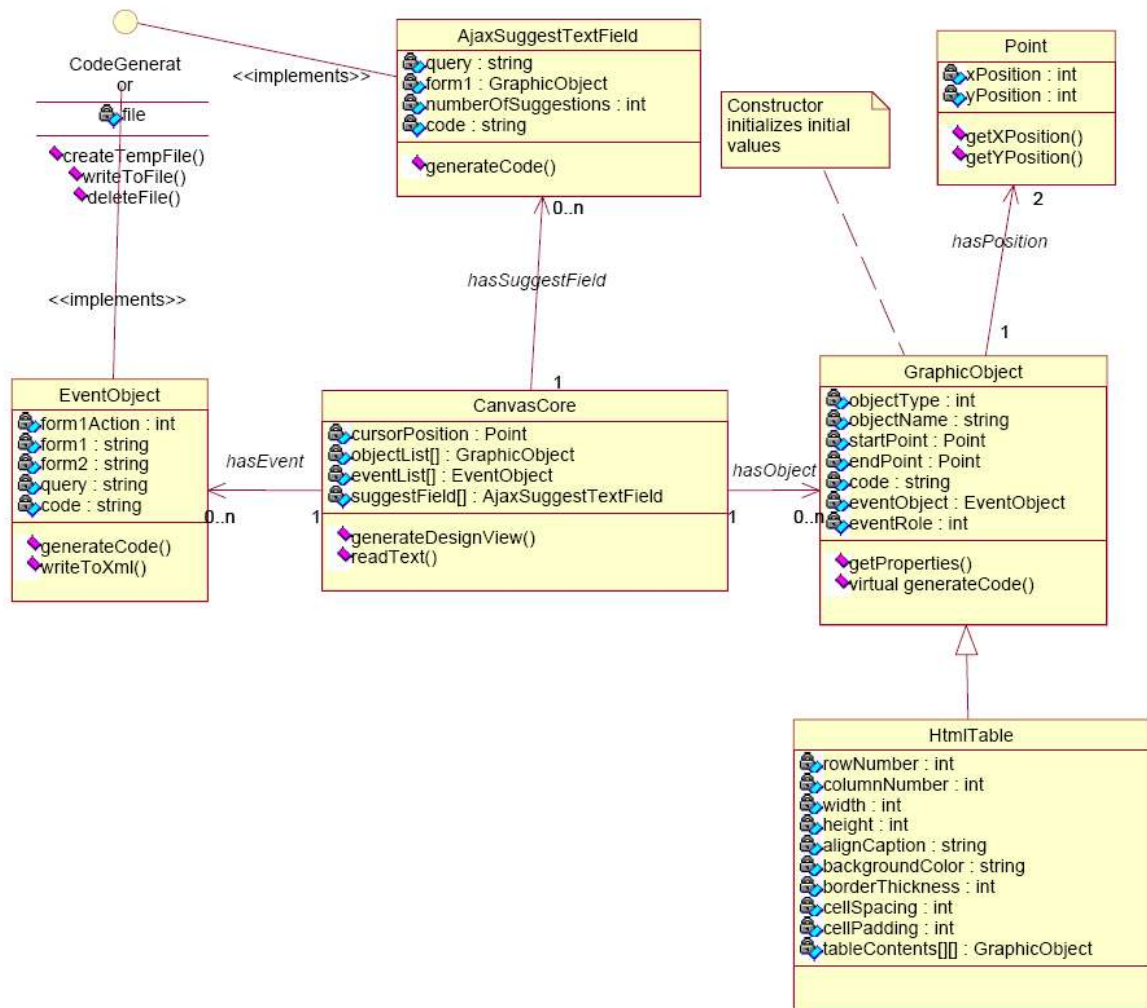 CodeGenerat
or
file
createTempFile()
writeToFile()
deleteFile()
<<implements>>
<<implements>>
AjaxSuggestTextField
query : string
form1 : GraphicObject
numberOfSuggestions : int
code : string
generateCode()
0..n
hasSuggestField
1
Constructor
initializes initial
values
Point
xPosition : int
yPosition : int
getXPosition()
getYPosition()
2
hasPosition
1
EventObject
form1Action : int
form1 : string
form2 : string
query : string
code : string
generateCode()
writeToXml()
hasEvent
0..n
1
CanvasCore
cursorPosition : Point
objectList[] : GraphicObject
eventList[] : EventObject
suggestField[] : AjaxSuggestTextField
generateDesignView()
readText()
hasObject
1
0..n
GraphicObject
objectType : int
objectName : string
startPoint : Point
endPoint : Point
code : string
eventObject : EventObject
eventRole : int
getProperties()
virtual generateCode()
HtmlTable
rowNumber : int
columnNumber : int
width : int
height : int
alignCaption : string
backgroundColor : string
borderThickness : int
cellSpacing : int
cellPadding : int
tableContents[][] : GraphicObject